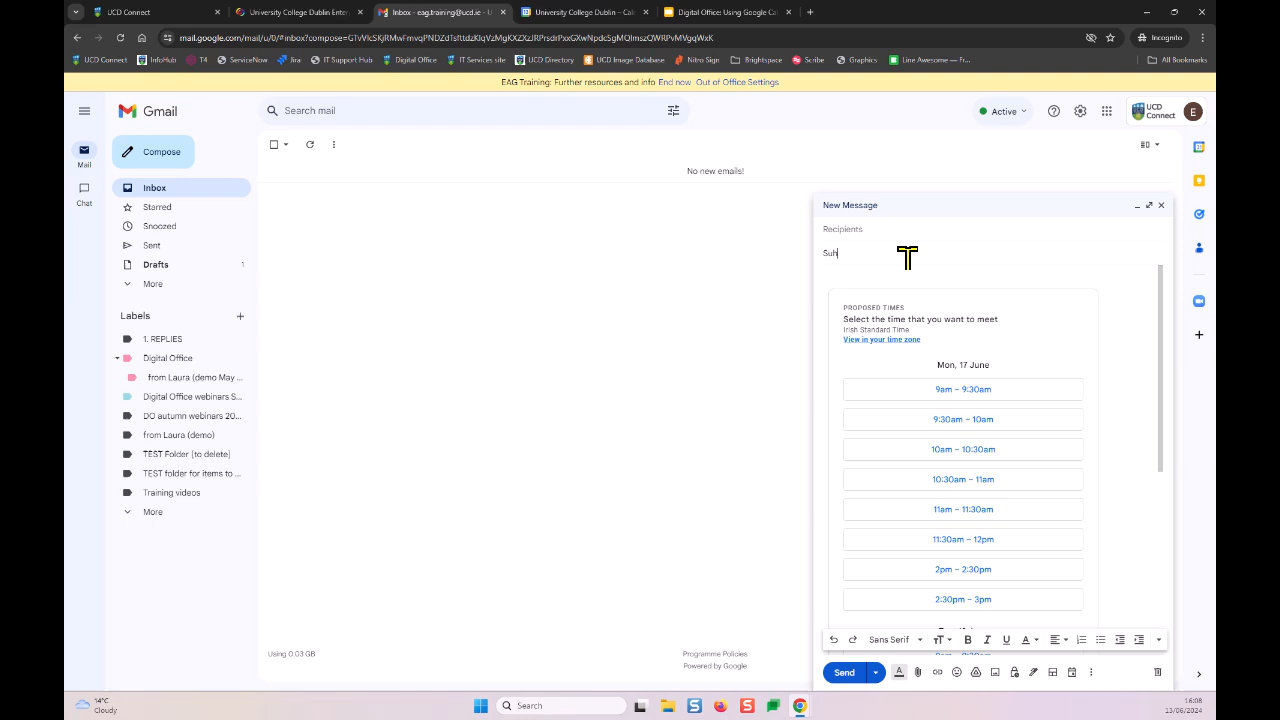 UCD Connect
University College Dublin Enter
Inbox - eag.training@ucd.ie - U
University College Dublin – Cale
Digital Office: Using Google Cal
mail.google.com/mail/u/0/#inbox?compose=
Incognito
UCD Connect
InfoHub
T4
ServiceNow
Jira
IT Support Hub
Digital Office
IT Services site
UCD Directory
UCD Image Database
Nitro Sign
Brightspace
Scribe
Graphics
Line Awesome — Fr...
All Bookmarks
EAG Training: Further resources and info End now Out of Office Settings
Gmail
Search mail
Active
UCD Connect
E
Mail
Chat
Compose
Inbox
Starred
Snoozed
Sent
Drafts 1
More
Labels
1. REPLIES
Digital Office
from Laura (demo May ...
Digital Office webinars S...
DO autumn webinars 20...
from Laura (demo)
TEST Folder [to delete]
TEST folder for items to ...
Training videos
More
No new emails!
Using 0.03 GB
Programme Policies
Powered by Google
New Message
Recipients
Suh
PROPOSED TIMES
Select the time that you want to meet
Irish Standard Time
View in your time zone
Mon, 17 June
9am – 9:30am
9:30am – 10am
10am – 10:30am
10:30am – 11am
11am – 11:30am
11:30am – 12pm
2pm – 2:30pm
2:30pm – 3pm
Sans Serif
Send
14°C
Cloudy
Search
16:08
13/06/2024